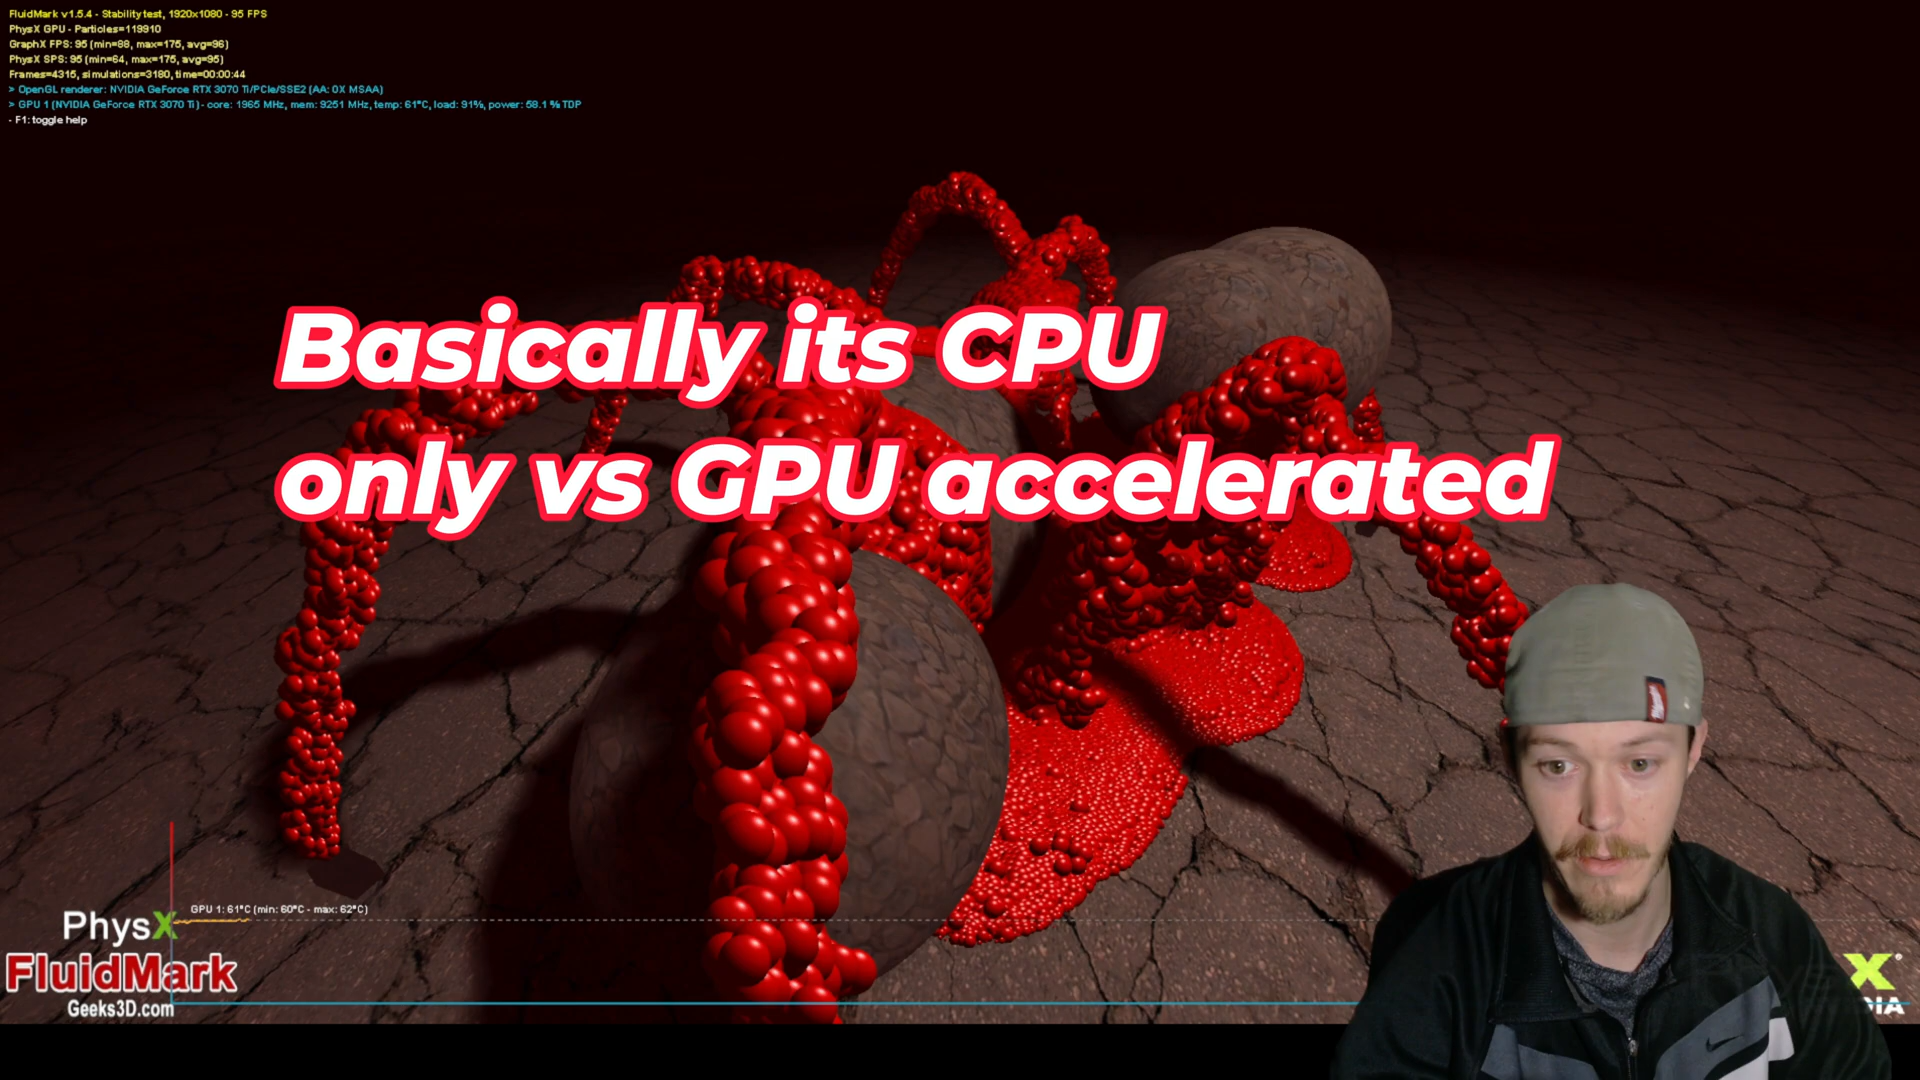 FluidMark v1.5.4 - Stability test, 1920x1080 - 95 FPS
PhysX GPU - Particles=119910
GraphX FPS: 95 (min=88, max=175, avg=96)
PhysX SPS: 95 (min=64, max=175, avg=95)
Frames=4315, simulations=3180, time=00:00:44
> OpenGL renderer: NVIDIA GeForce RTX 3070 Ti/PCIe/SSE2 (AA: 0X MSAA)
> GPU 1 (NVIDIA GeForce RTX 3070 Ti) - core: 1965 MHz, mem: 9251 MHz, temp: 61°C, load: 91%, power: 58.1 % TDP
- F1: toggle help
Basically its CPU
only vs GPU accelerated
GPU 1: 61°C (min: 60°C - max: 62°C)
PhysX
FluidMark
Geeks3D.com
X®